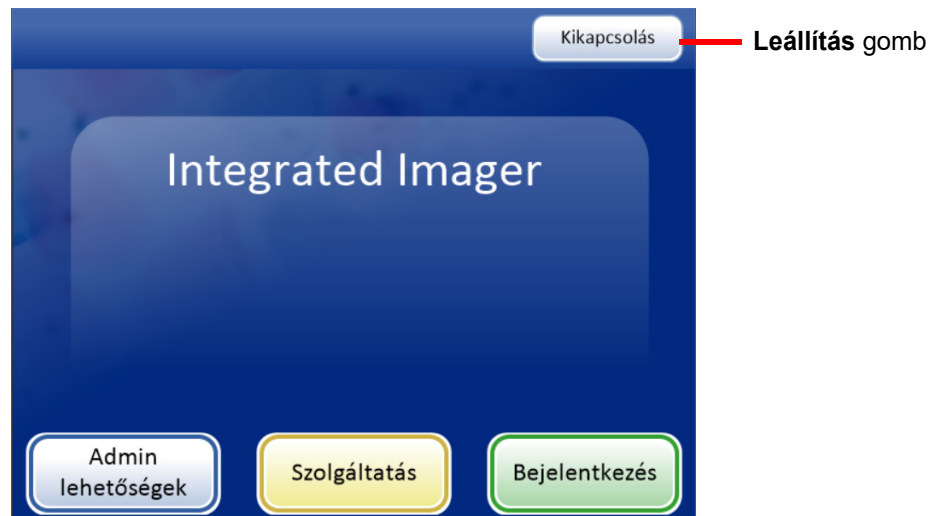 Kikapcsolás
Leállítás gomb
Integrated Imager
Admin
lehetőségek
Szolgáltatás
Bejelentkezés